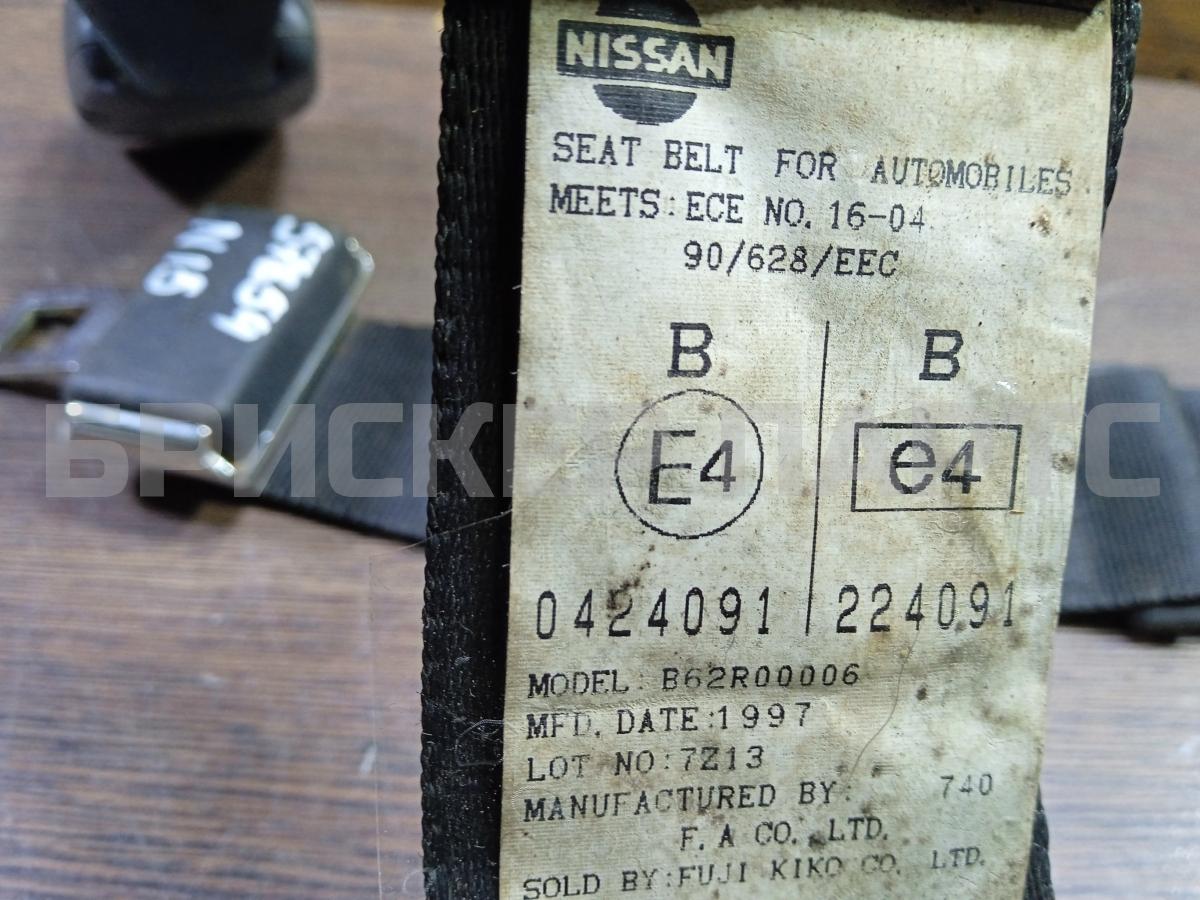 NISSAN
SEAT BELT FOR AUTOMOBILES
MEETS: ECE NO. 16-04
90/628/EEC
B B
E4 e4
0424091 224091
MODEL: B62R00006
MFD. DATE:1997
LOT NO:7Z13
MANUFACTURED BY: 740
F. A CO. LTD.
SOLD BY:FUJI KIKO CO. LTD.
N15